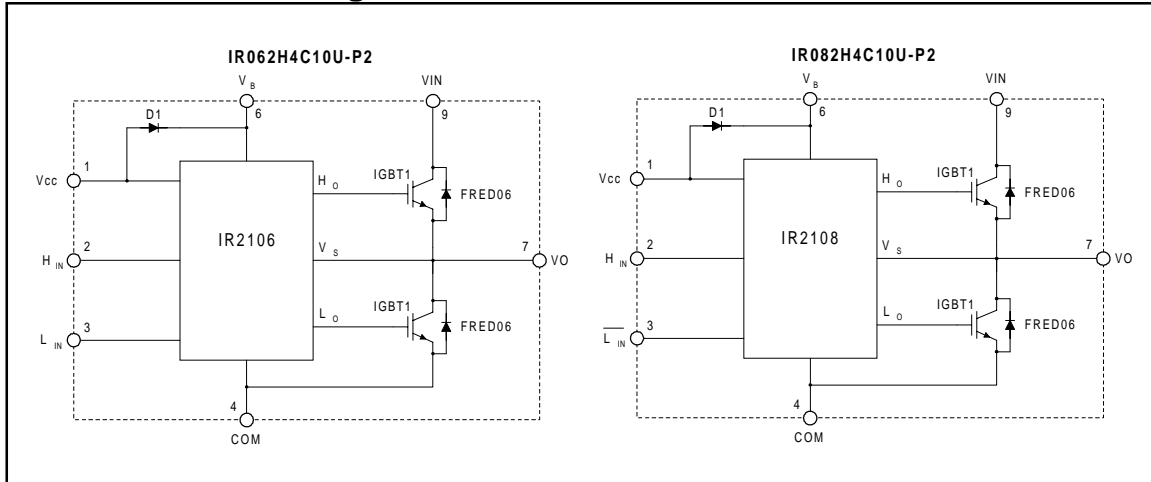 IR062H4C10U-P2
V B
VIN
6
9
D1
1
Vcc
H O
IGBT1
FRED06
IR2106
2
H IN
V S
7
VO
3
L IN
L O
IGBT1
FRED06
4
COM
IR082H4C10U-P2
V B
VIN
6
9
D1
1
Vcc
H O
IGBT1
FRED06
IR2108
2
H IN
V S
7
VO
3
L IN
L O
IGBT1
FRED06
4
COM